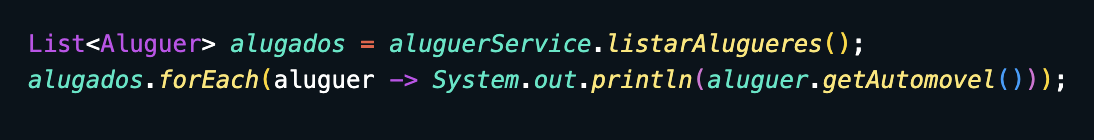 List<Aluguer> alugados = aluguerService.listarAlugueres();
alugados.forEach(aluguer -> System.out.println(aluguer.getAutomovel()));